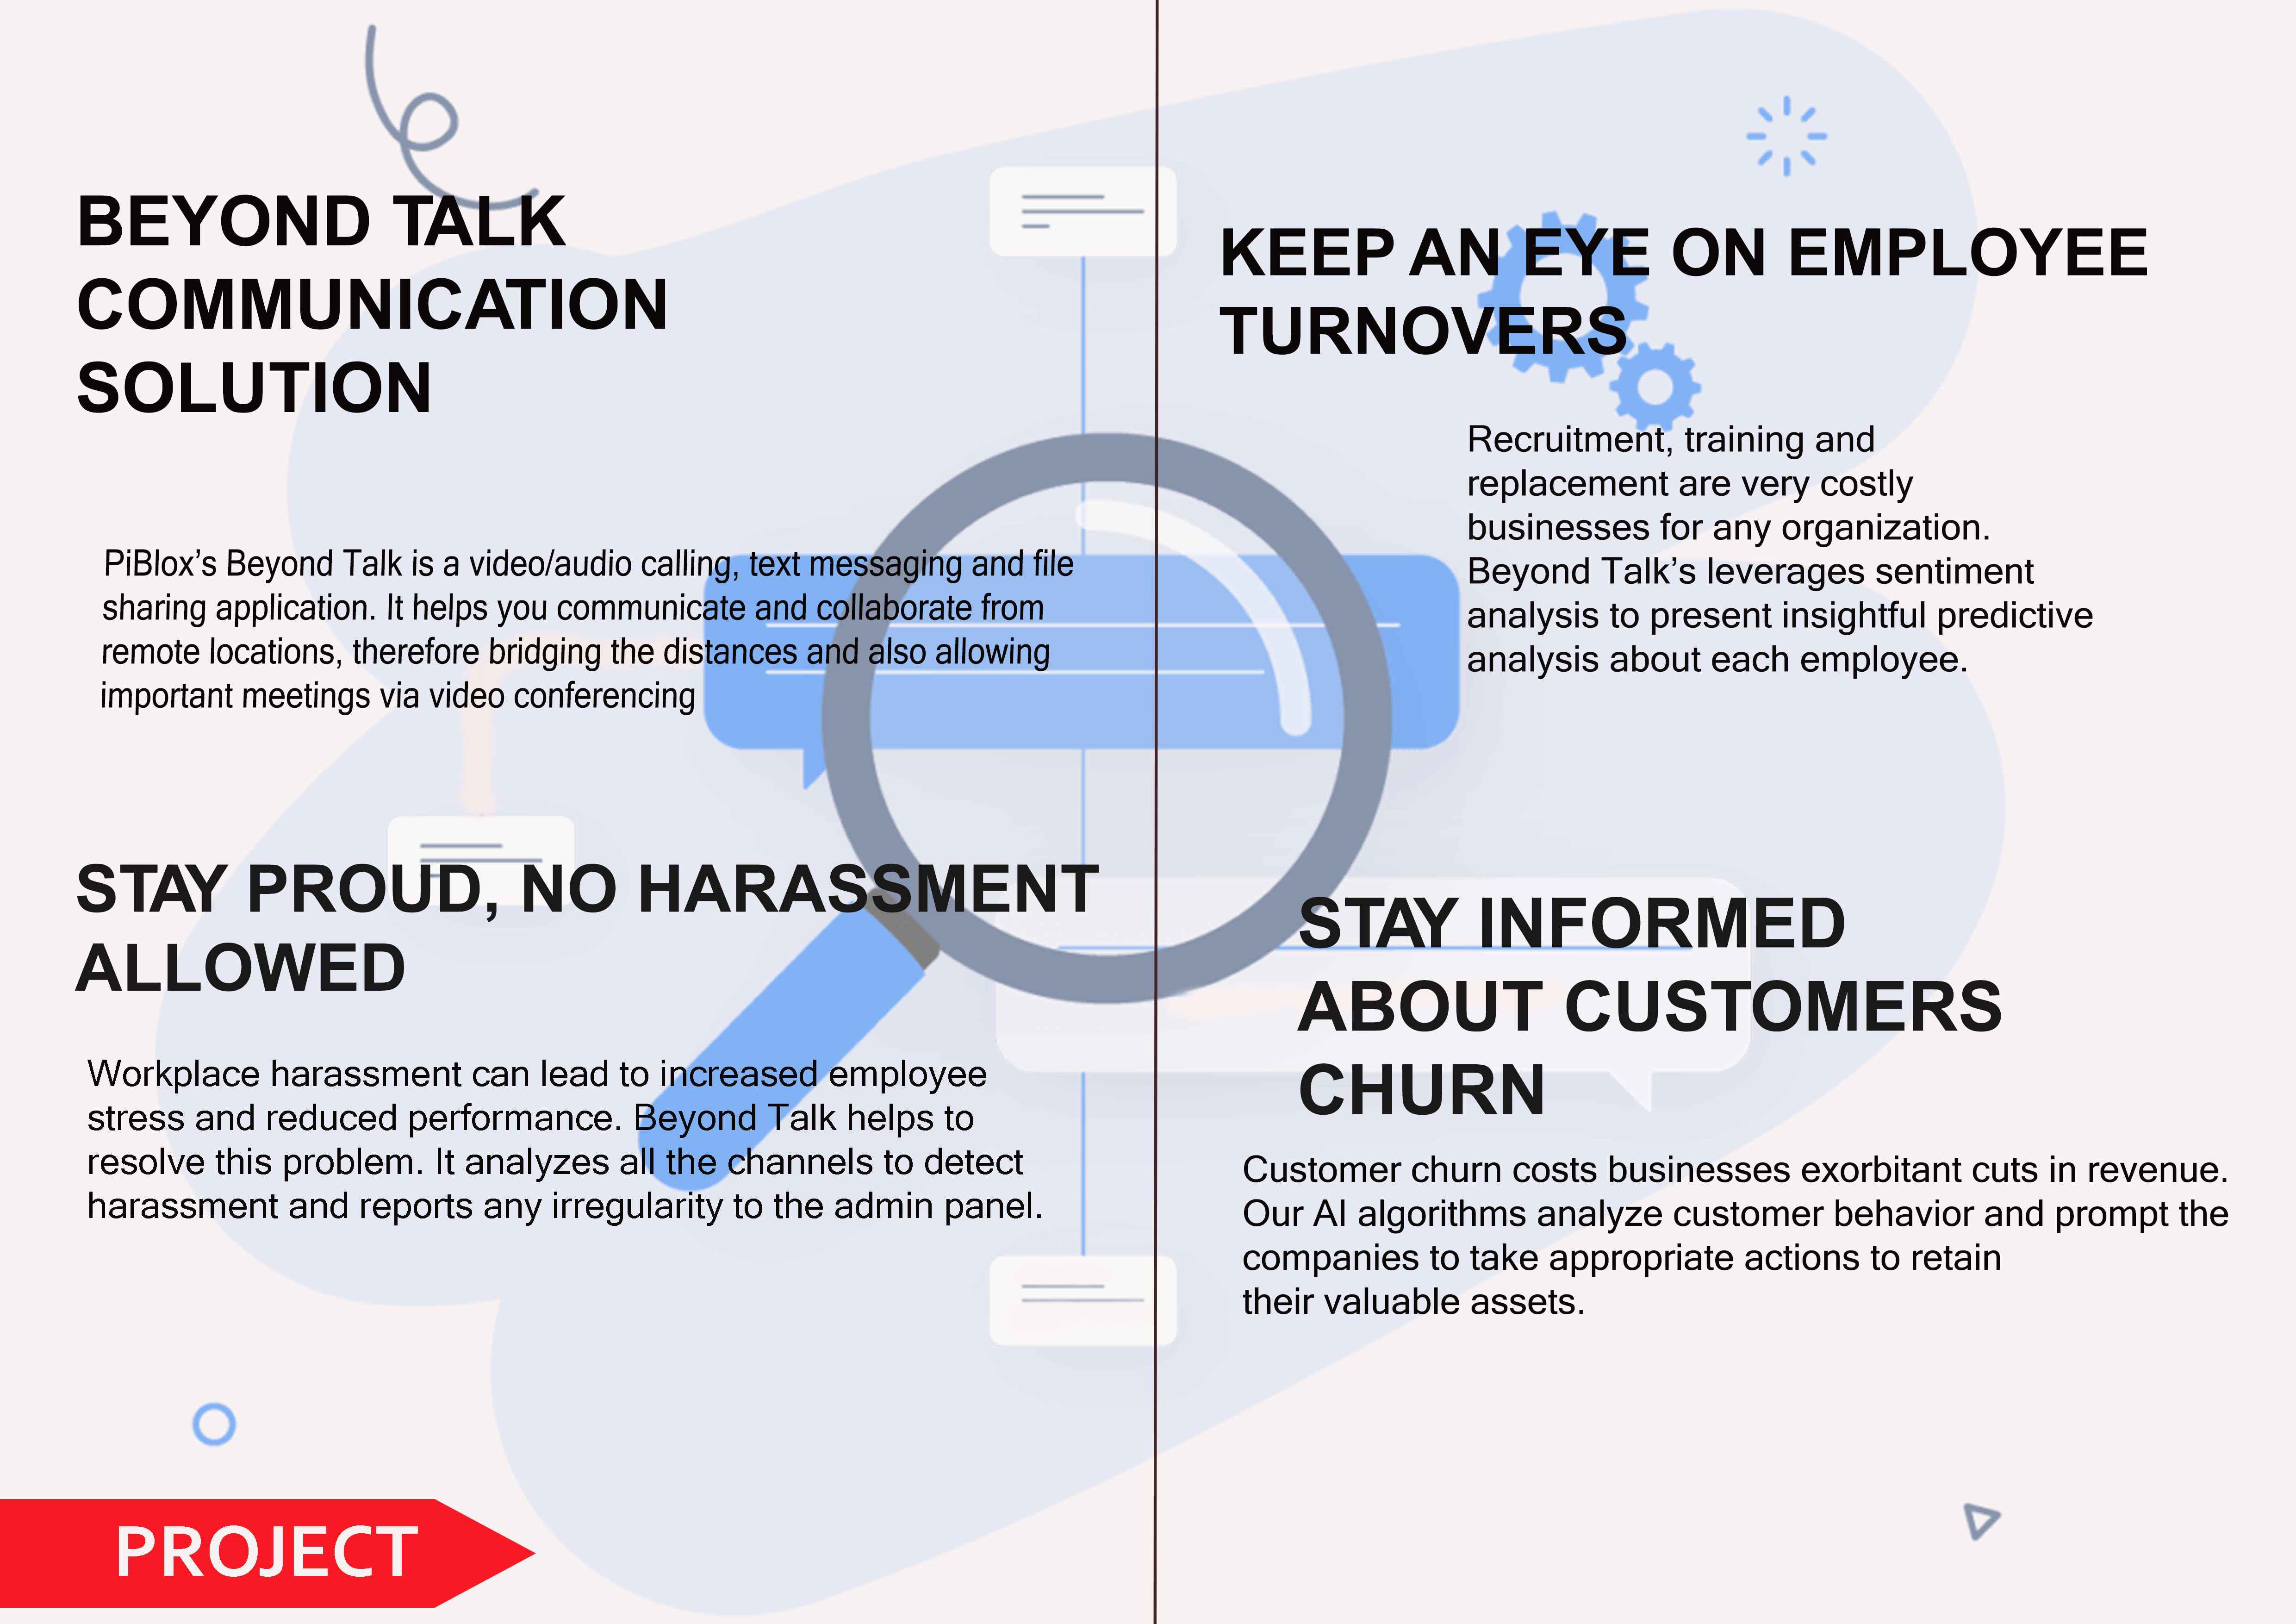 BEYOND TALK
COMMUNICATION
SOLUTION
PiBlox’s Beyond Talk is a video/audio calling, text messaging and file
sharing application. It helps you communicate and collaborate from
remote locations, therefore bridging the distances and also allowing
important meetings via video conferencing
STAY PROUD, NO HARASSMENT
ALLOWED
Workplace harassment can lead to increased employee
stress and reduced performance. Beyond Talk helps to
resolve this problem. It analyzes all the channels to detect
harassment and reports any irregularity to the admin panel.
PROJECT
KEEP AN EYE ON EMPLOYEE
TURNOVERS
Recruitment, training and
replacement are very costly
businesses for any organization.
Beyond Talk’s leverages sentiment
analysis to present insightful predictive
analysis about each employee.
STAY INFORMED
ABOUT CUSTOMERS
CHURN
Customer churn costs businesses exorbitant cuts in revenue.
Our AI algorithms analyze customer behavior and prompt the
companies to take appropriate actions to retain
their valuable assets.